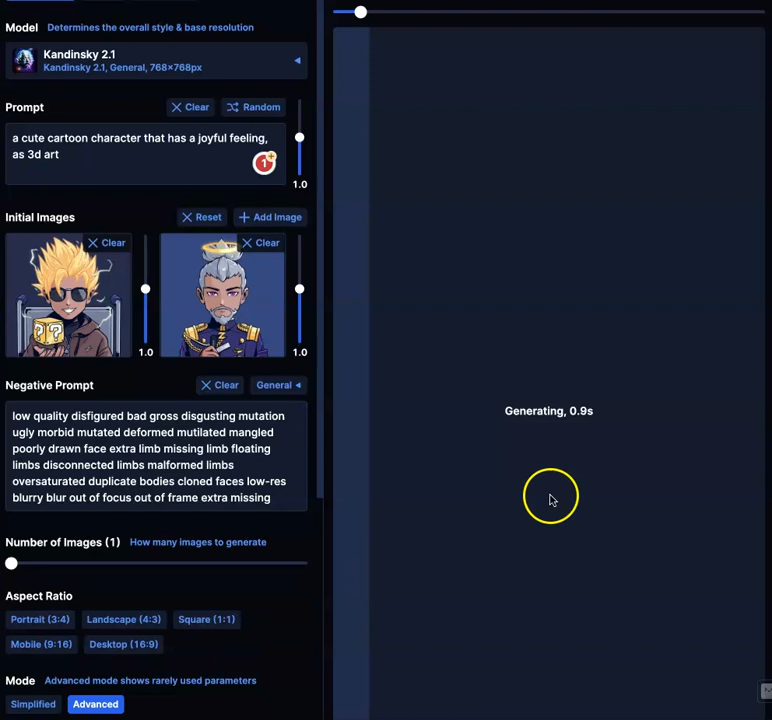 Model Determines the overall style & base resolution
Kandinsky 2.1
Kandinsky 2.1, General, 768×768px
Prompt Clear Random
a cute cartoon character that has a joyful feeling,
as 3d art
1
1.0
Initial Images Reset Add Image
Clear Clear
? ?
Z
1.0 1.0
Negative Prompt Clear General
low quality disfigured bad gross disgusting mutation
ugly morbid mutated deformed mutilated mangled
poorly drawn face extra limb missing limb floating
limbs disconnected limbs malformed limbs
oversaturated duplicate bodies cloned faces low-res
blurry blur out of focus out of frame extra missing
Number of Images (1) How many images to generate
Aspect Ratio
Portrait (3:4) Landscape (4:3) Square (1:1)
Mobile (9:16) Desktop (16:9)
Mode Advanced mode shows rarely used parameters
Simplified Advanced
Generating, 0.9s